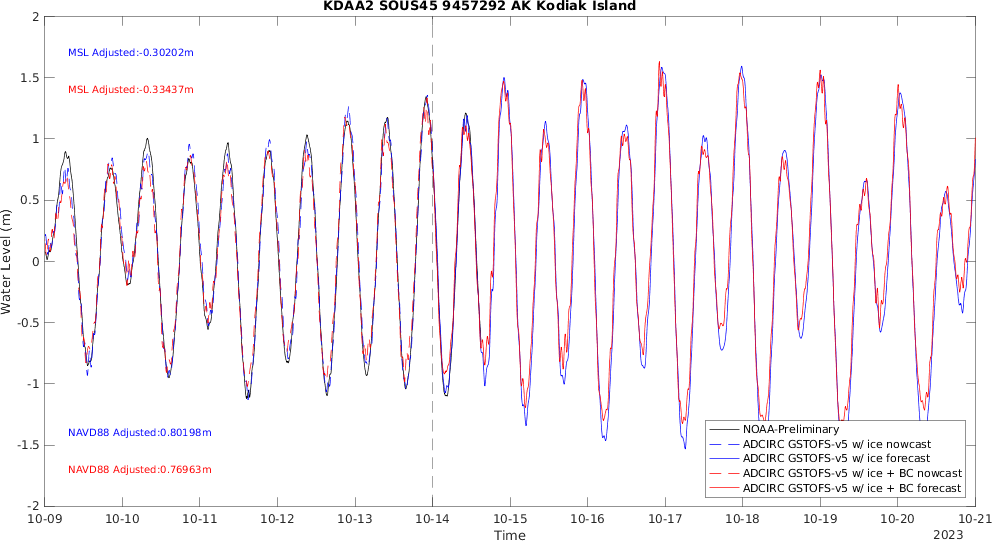 KDAA2 SOUS45 9457292 AK Kodiak Island
2
1.5
1
0.5
0
-0.5
-1
-1.5
-2
Water Level (m)
MSL Adjusted:-0.30202m
MSL Adjusted:-0.33437m
NAVD88 Adjusted:0.80198m
NAVD88 Adjusted:0.76963m
NOAA-Preliminary
ADCIRC GSTOFS-v5 w/ ice nowcast
ADCIRC GSTOFS-v5 w/ ice forecast
ADCIRC GSTOFS-v5 w/ ice + BC nowcast
ADCIRC GSTOFS-v5 w/ ice + BC forecast
10-09 10-10 10-11 10-12 10-13 10-14 10-15 10-16 10-17 10-18 10-19 10-20 10-21
Time
2023